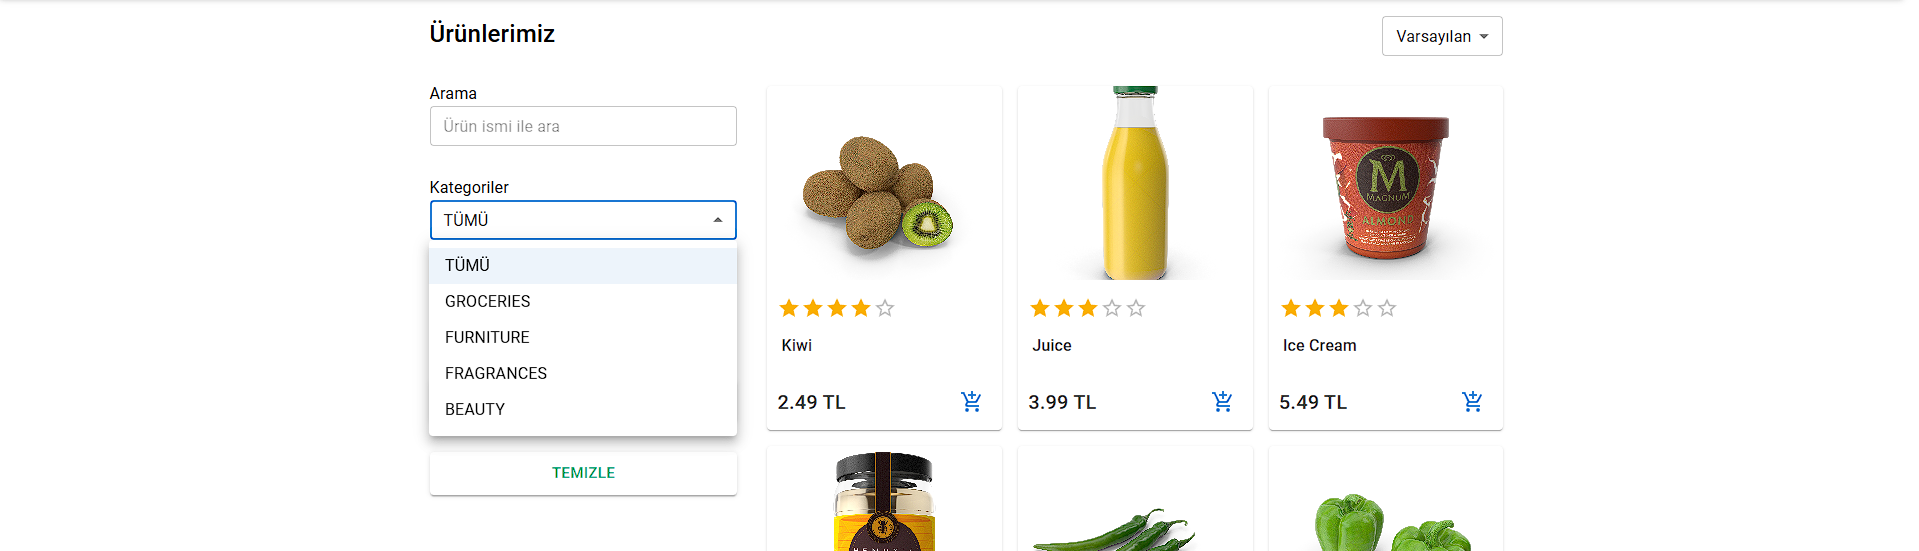 Ürünlerimiz
Varsayılan
Arama
Ürün ismi ile ara
Kategoriler
TÜMÜ
TÜMÜ
GROCERIES
FURNITURE
FRAGRANCES
BEAUTY
TEMIZLE
M
MAGNUM
ALMOND
Kiwi
Juice
Ice Cream
2.49 TL
3.99 TL
5.49 TL